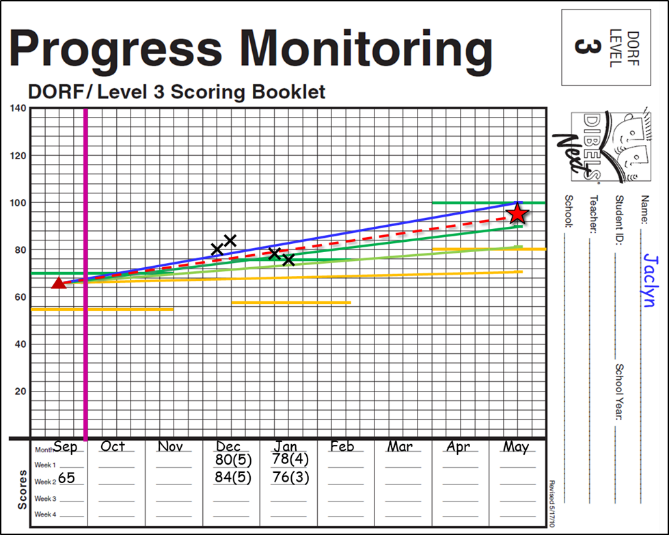 Progress Monitoring
DORF/ Level 3 Scoring Booklet
DORF
LEVEL
3
DIBELS
Next
Name: Jaclyn
Student ID: School Year:
Teacher:
School:
140
120
100
80
60
40
20
Month Sep Oct Nov Dec Jan Feb Mar Apr May
Scores
Week 1 80(5) 78(4)
Week 2 65 84(5) 76(3)
Week 3
Week 4
Revised 5/17/10